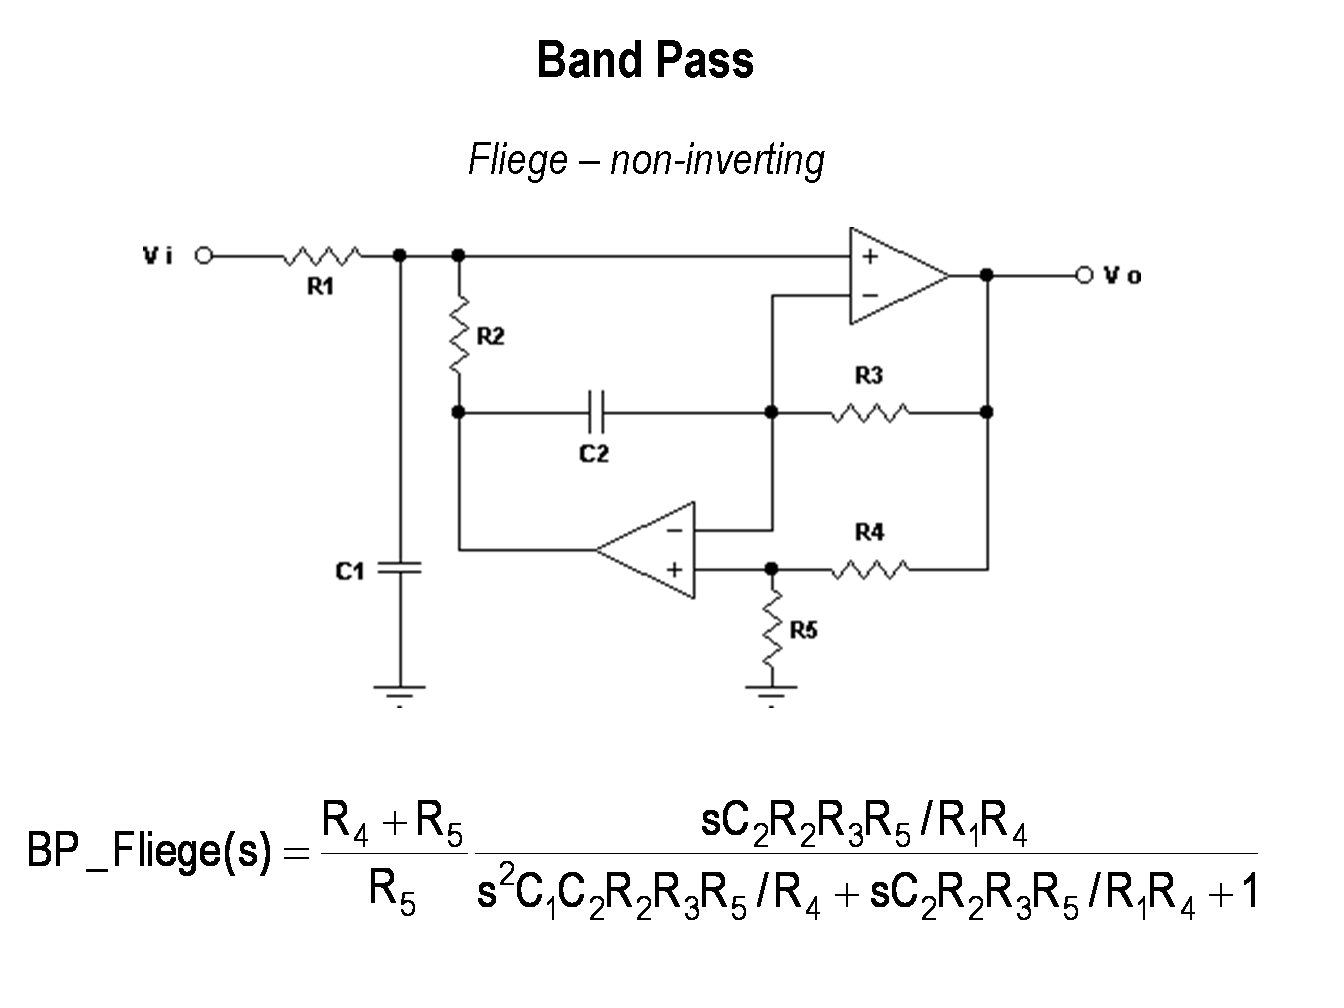 Band Pass
Fliege – non-inverting
Vi
R1
+
−
Vo
R2
R3
C2
−
+
R4
C1
R5
BP_Fliege(s) = R₄ + R₅ / R₅ sC₂R₂R₃R₅ /R₁R₄ / s²C₁C₂R₂R₃R₅ /R₄ + sC₂R₂R₃R₅ /R₁R₄ + 1